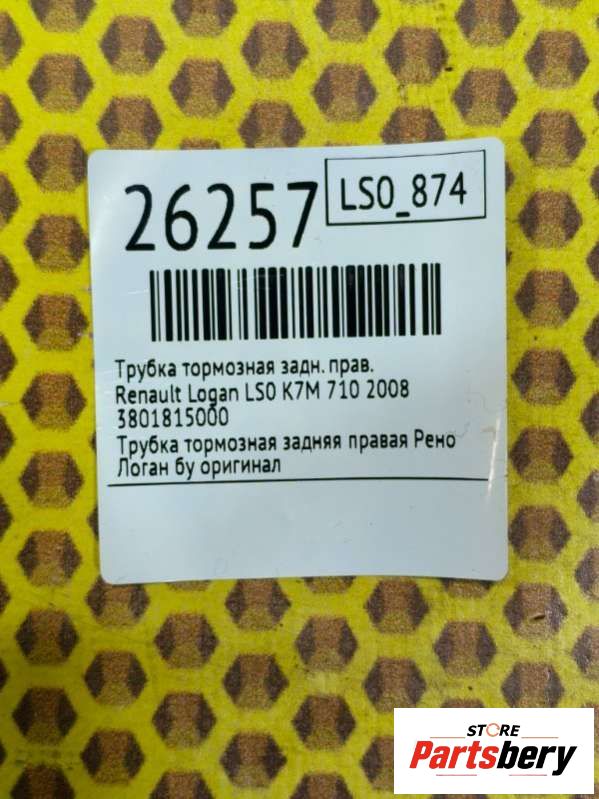 26257
LS0_874
Трубка тормозная задн. прав.
Renault Logan LS0 K7M 710 2008
3801815000
Трубка тормозная задняя правая Рено
Логан бу оригинал
STORE
Partsbery